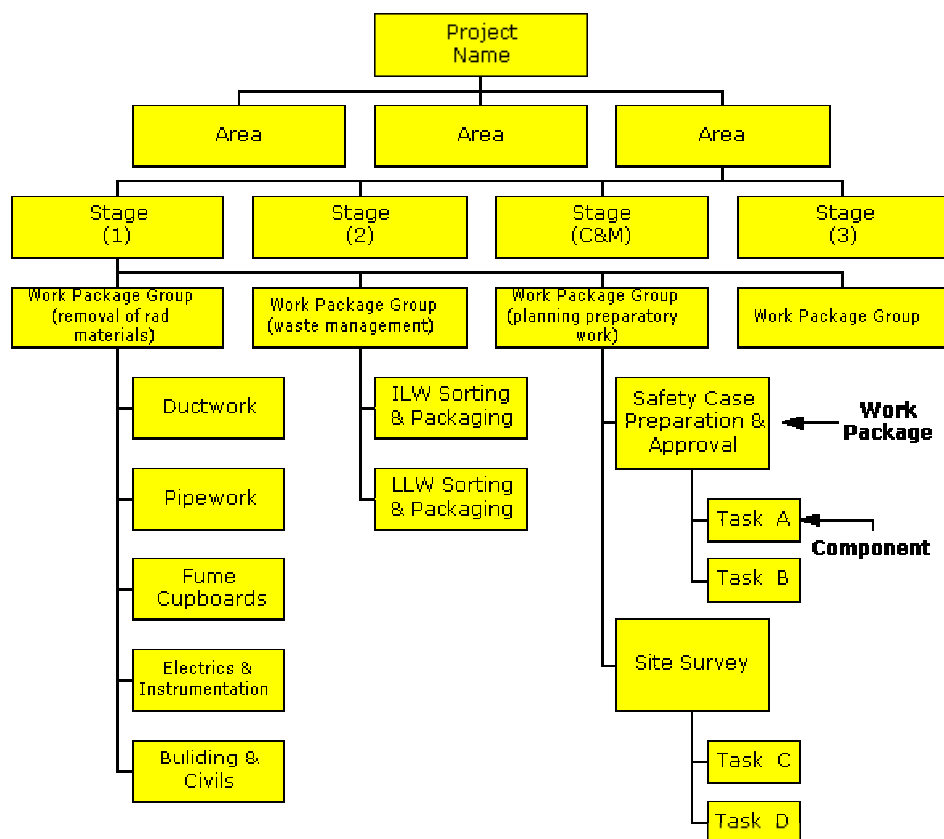 Project
Name
Area
Area
Area
Stage
(1)
Stage
(2)
Stage
(C&M)
Stage
(3)
Work Package Group
(removal of rad
materials)
Work Package Group
(waste management)
Work Package Group
(planning preparatory
work)
Work Package Group
Ductwork
Pipework
Fume
Cupboards
Electrics &
Instrumentation
Buliding &
Civils
ILW Sorting
& Packaging
LLW Sorting
& Packaging
Safety Case
Preparation &
Approval
Work
Package
Task A
Component
Task B
Site Survey
Task C
Task D